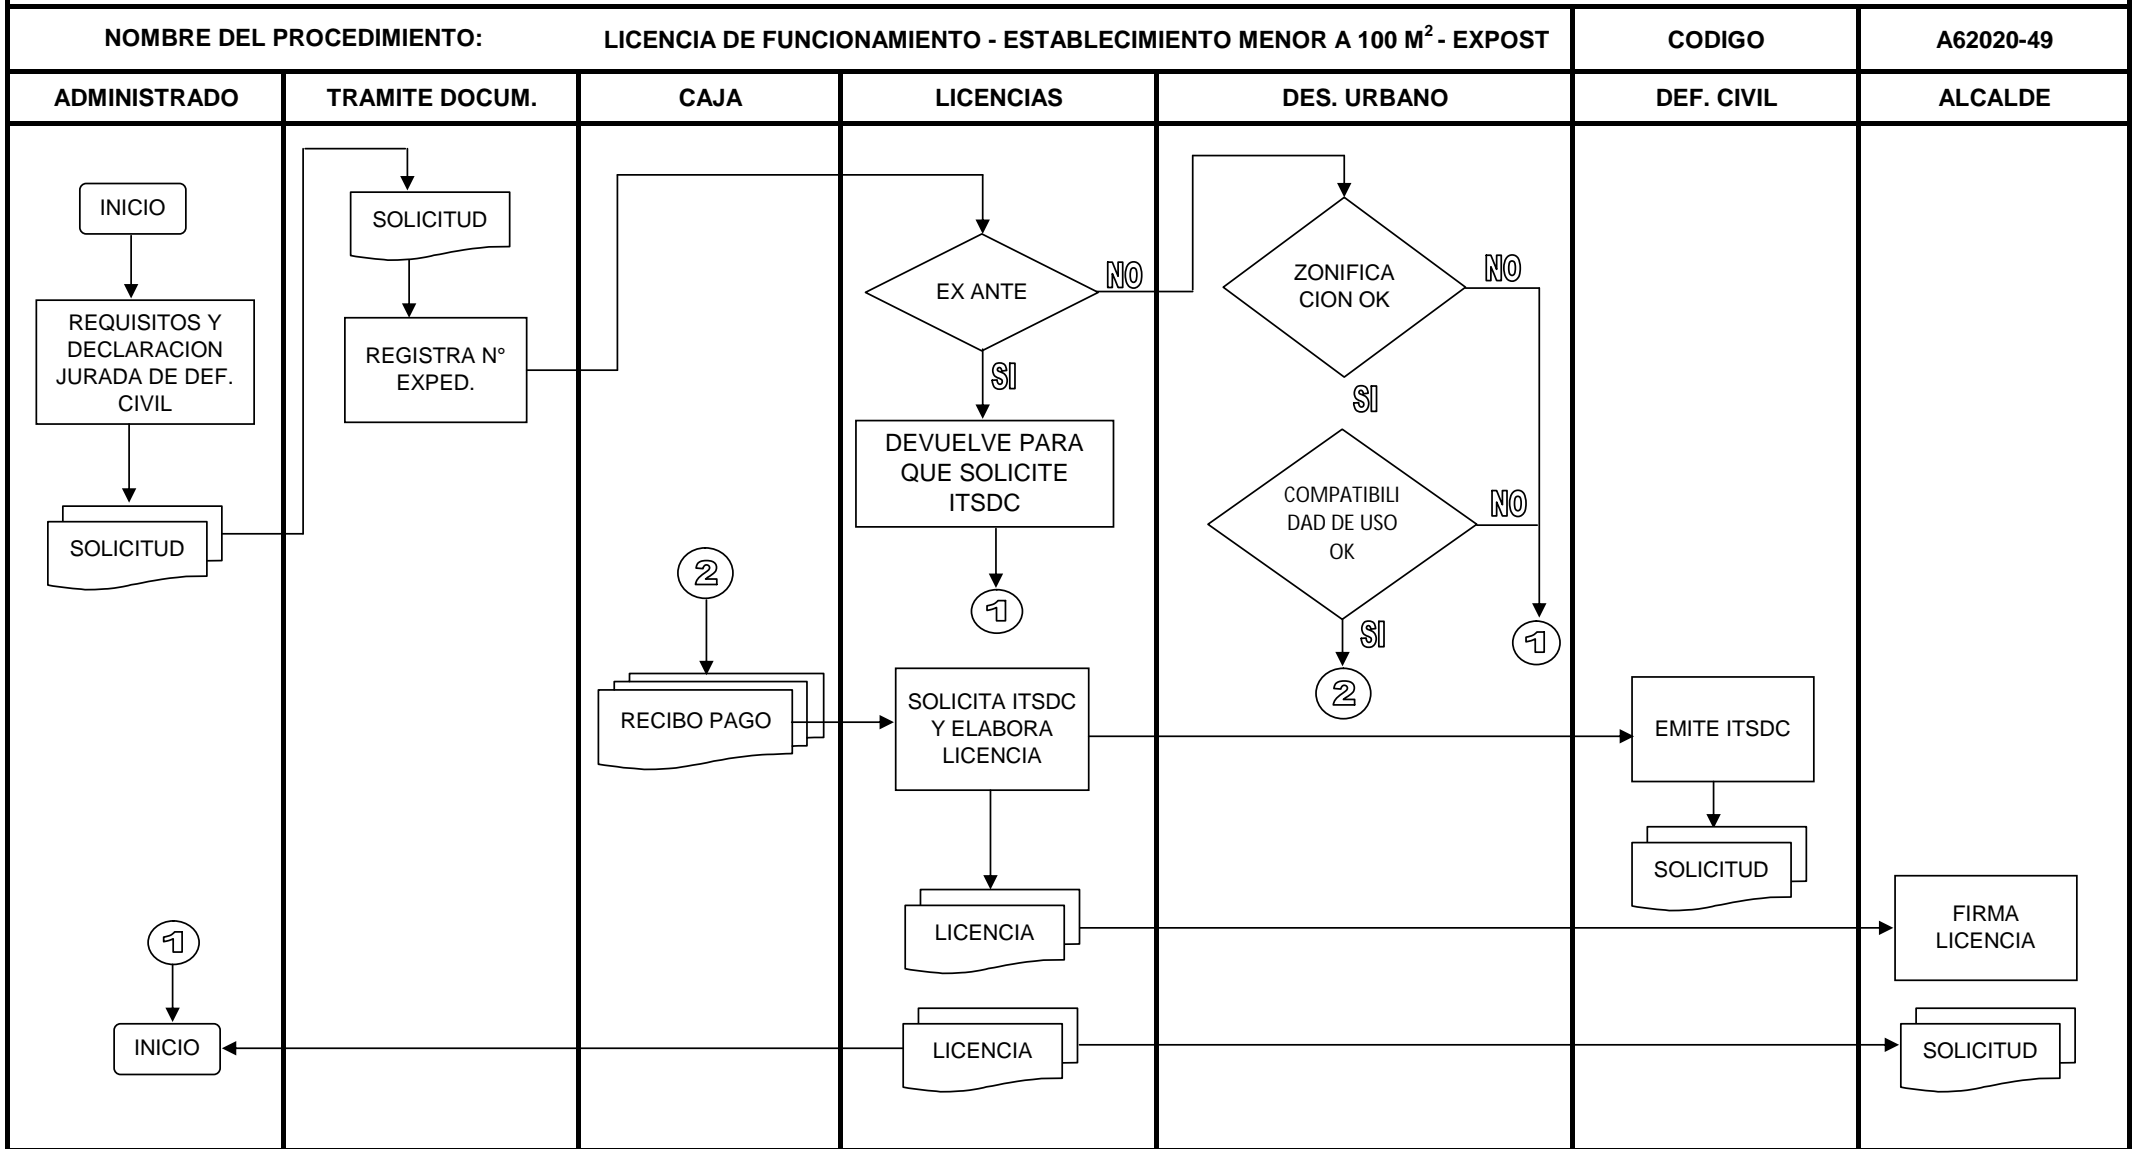 NOMBRE DEL PROCEDIMIENTO:
LICENCIA DE FUNCIONAMIENTO - ESTABLECIMIENTO MENOR A 100 M² - EXPOST
CODIGO
A62020-49
ADMINISTRADO
TRAMITE DOCUM.
CAJA
LICENCIAS
DES. URBANO
DEF. CIVIL
ALCALDE
INICIO
REQUISITOS Y
DECLARACION
JURADA DE DEF.
CIVIL
SOLICITUD
SOLICITUD
REGISTRA N°
EXPED.
EX ANTE
NO
SI
DEVUELVE PARA
QUE SOLICITE
ITSDC
1
ZONIFICA
CION OK
NO
SI
COMPATIBILI
DAD DE USO
OK
NO
SI
2
1
2
RECIBO PAGO
SOLICITA ITSDC
Y ELABORA
LICENCIA
EMITE ITSDC
SOLICITUD
LICENCIA
FIRMA
LICENCIA
1
INICIO
LICENCIA
SOLICITUD